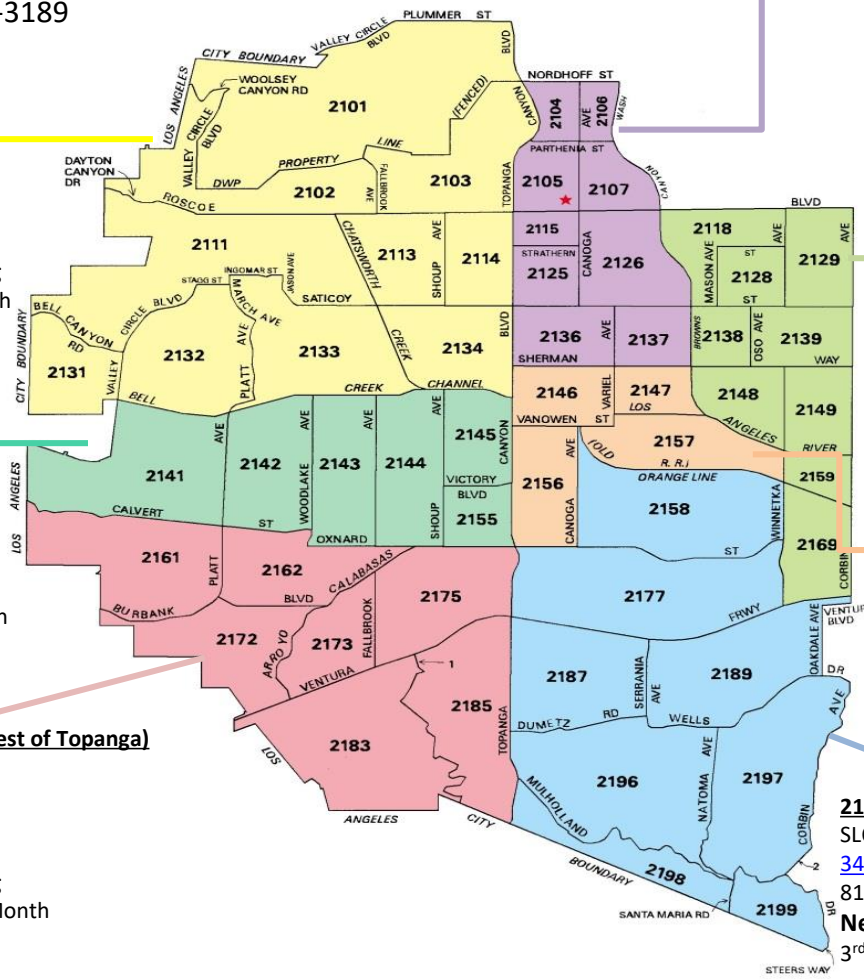 -3189
PLUMMER ST
VALLEY CIRCLE BLVD
CITY BOUNDARY
BLVD
NORDHOFF ST
WOOLSEY CANYON RD
LOS ANGELES
2101
(FENCED)
CANYON
2104
AVE
2106
WASH
VALLEY CIRCLE BLVD
LINE
PARTHENIA ST
DAYTON CANYON DR
PROPERTY
DWP
2102
FALLBROOK AVE
2103
TOPANGA
2105
2107
CANYON
ROSCOE
BLVD
2111
CHATSWORTH
2113
AVE
2114
2115
2118
AVE
AVE
STRATHERN
CANOGA
ST
MASON AVE
2129
2125
2126
2128
INGOMAR ST
STAGG ST
MASON AVE
SHOUP
SATICOY
ST
h
BELL CANYON RD
CIRCLE BLVD
MARCH AVE
BLVD
2136
AVE
2137
BROWNS
2138
OSO AVE
2139
CITY BOUNDARY
2132
2133
CREEK
2134
SHERMAN
WAY
2131
VALLEY
PLATT AVE
BELL
CREEK
CHANNEL
2146
VARIEL
2147
2148
LOS
ANGELES
RIVER
2149
VANOWEN ST
AVE
AVE
AVE
AVE
2145
CANYON
AVE
FOLD
2157
R. R.
ORANGE LINE
2159
ANGELES
2141
2142
WOODLAKE
2143
2144
VICTORY BLVD
2156
2158
WINNETKA
CALVERT
ST
SHOUP
2155
CANOGA
LOS
OXNARD
ST
2169
CORBIN
2161
PLATT
2162
CALABASAS
BLVD
2175
2177
FRWY
BURBANK
VENTUR
BLVD
2172
ARROYO
2173
FALLBROOK
OAKDALE AVE
VENTURA
1
2187
SERRANIA AVE
2189
DR
2185
DUMETZ RD
WELLS
AVE
est of Topanga)
TOPANGA
2183
LOS
2196
NATOMA AVE
2197
MULHOLLAND
CORBIN
ANGELES
CITY
BOUNDARY
2198
2
DR
SANTA MARIA RD
2199
STEERS WAY
21
SL
34
81
Ne
3rd
Month